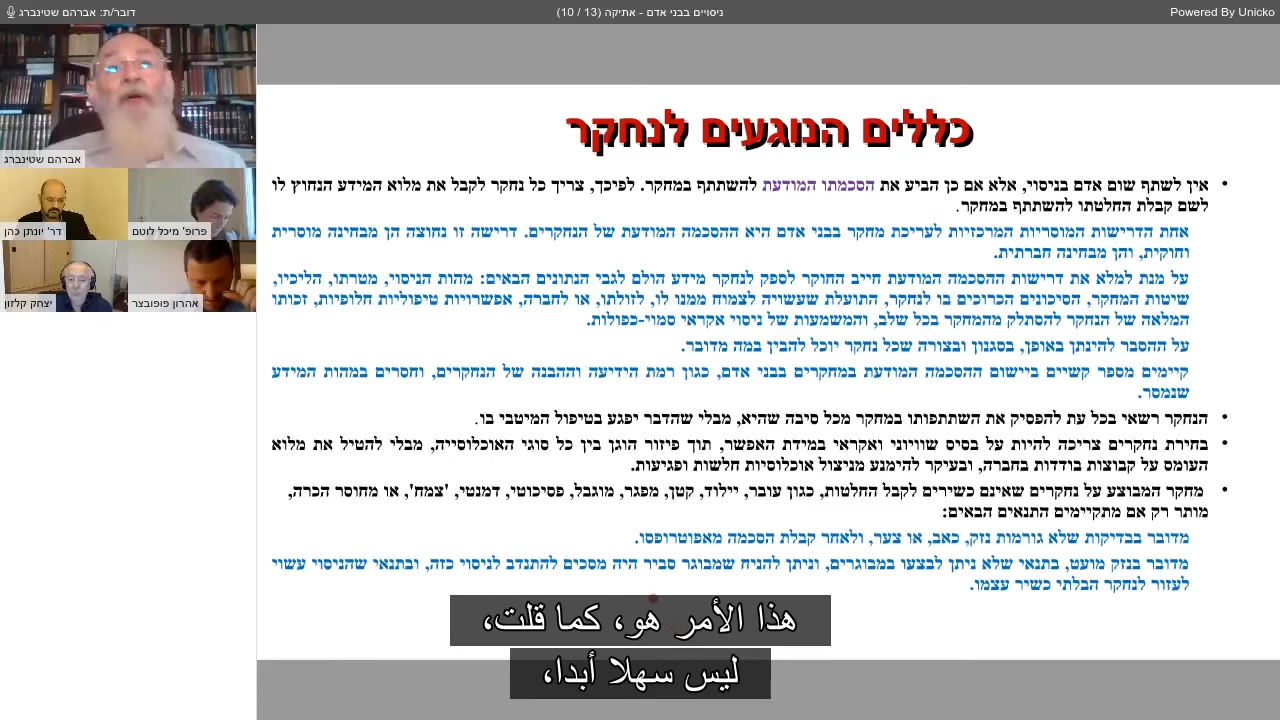 דובר/ת: אברהם שטינברג
ניסויים בבני אדם - אתיקה (13 / 10)
Powered By Unicko
אברהם שטינברג
דר' יונתן כהן
פרופ' מיכל לוטם
יצחק קלזון
אהרון פופובצר
כללים הנוגעים לנחקר
• אין לשתף שום אדם בניסוי, אלא אם כן הביע את הסכמתו המודעת להשתתף במחקר. לפיכך, צריך כל נחקר לקבל את מלוא המידע הנחוץ לו
לשם קבלת החלטתו להשתתף במחקר.
אחת הדרישות המוסריות המרכזיות לעריכת מחקר בבני אדם היא ההסכמה המודעת של הנחקרים. דרישה זו נחוצה הן מבחינה מוסרית
וחוקית, והן מבחינה חברתית.
על מנת למלא את דרישות ההסכמה המודעת חייב החוקר לספק לנחקר מידע הולם לגבי הנתונים הבאים: מהות הניסוי, מטרתו, הליכיו,
שיטות המחקר, הסיכונים הכרוכים בו לנחקר, התועלת שעשויה לצמוח ממנו לו, לזולתו, או לחברה, אפשרויות טיפוליות חלופיות, זכותו
המלאה של הנחקר להסתלק מהמחקר בכל שלב, והמשמעות של ניסוי אקראי סמוי-כפולות.
על ההסבר להינתן באופן, בסגנון ובצורה שכל נחקר יוכל להבין במה מדובר.
קיימים מספר קשיים ביישום ההסכמה המודעת במחקרים בבני אדם, כגון רמת הידיעה וההבנה של הנחקרים, וחסרים במהות המידע
שנמסר.
• הנחקר רשאי בכל עת להפסיק את השתתפותו במחקר מכל סיבה שהיא, מבלי שהדבר יפגע בטיפול המיטבי בו.
• בחירת נחקרים צריכה להיות על בסיס שוויוני ואקראי במידת האפשר, תוך פיזור הוגן בין כל סוגי האוכלוסייה, מבלי להטיל את מלוא
העומס על קבוצות בודדות בחברה, ובעיקר להימנע מניצול אוכלוסיות חלשות ופגיעות.
• מחקר המבוצע על נחקרים שאינם כשירים לקבל החלטות, כגון עובר, יילוד, קטן, מפגר, מוגבל, פסיכוטי, דמנטי, 'צמח', או מחוסר הכרה,
מותר רק אם מתקיימים התנאים הבאים:
מדובר בבדיקות שלא גורמות נזק, כאב, או צער, ולאחר קבלת הסכמה מאפוטרופסו.
מדובר בנזק מועט, בתנאי שלא ניתן לבצעו במבוגרים, וניתן להניח שמבוגר סביר היה מסכים להתנדב לניסוי כזה, ובתנאי שהניסוי עשוי
לעזור לנחקר הבלתי כשיר עצמו.
هذا الأمر هو، كما قلت،
ليس سهلا أبدا،